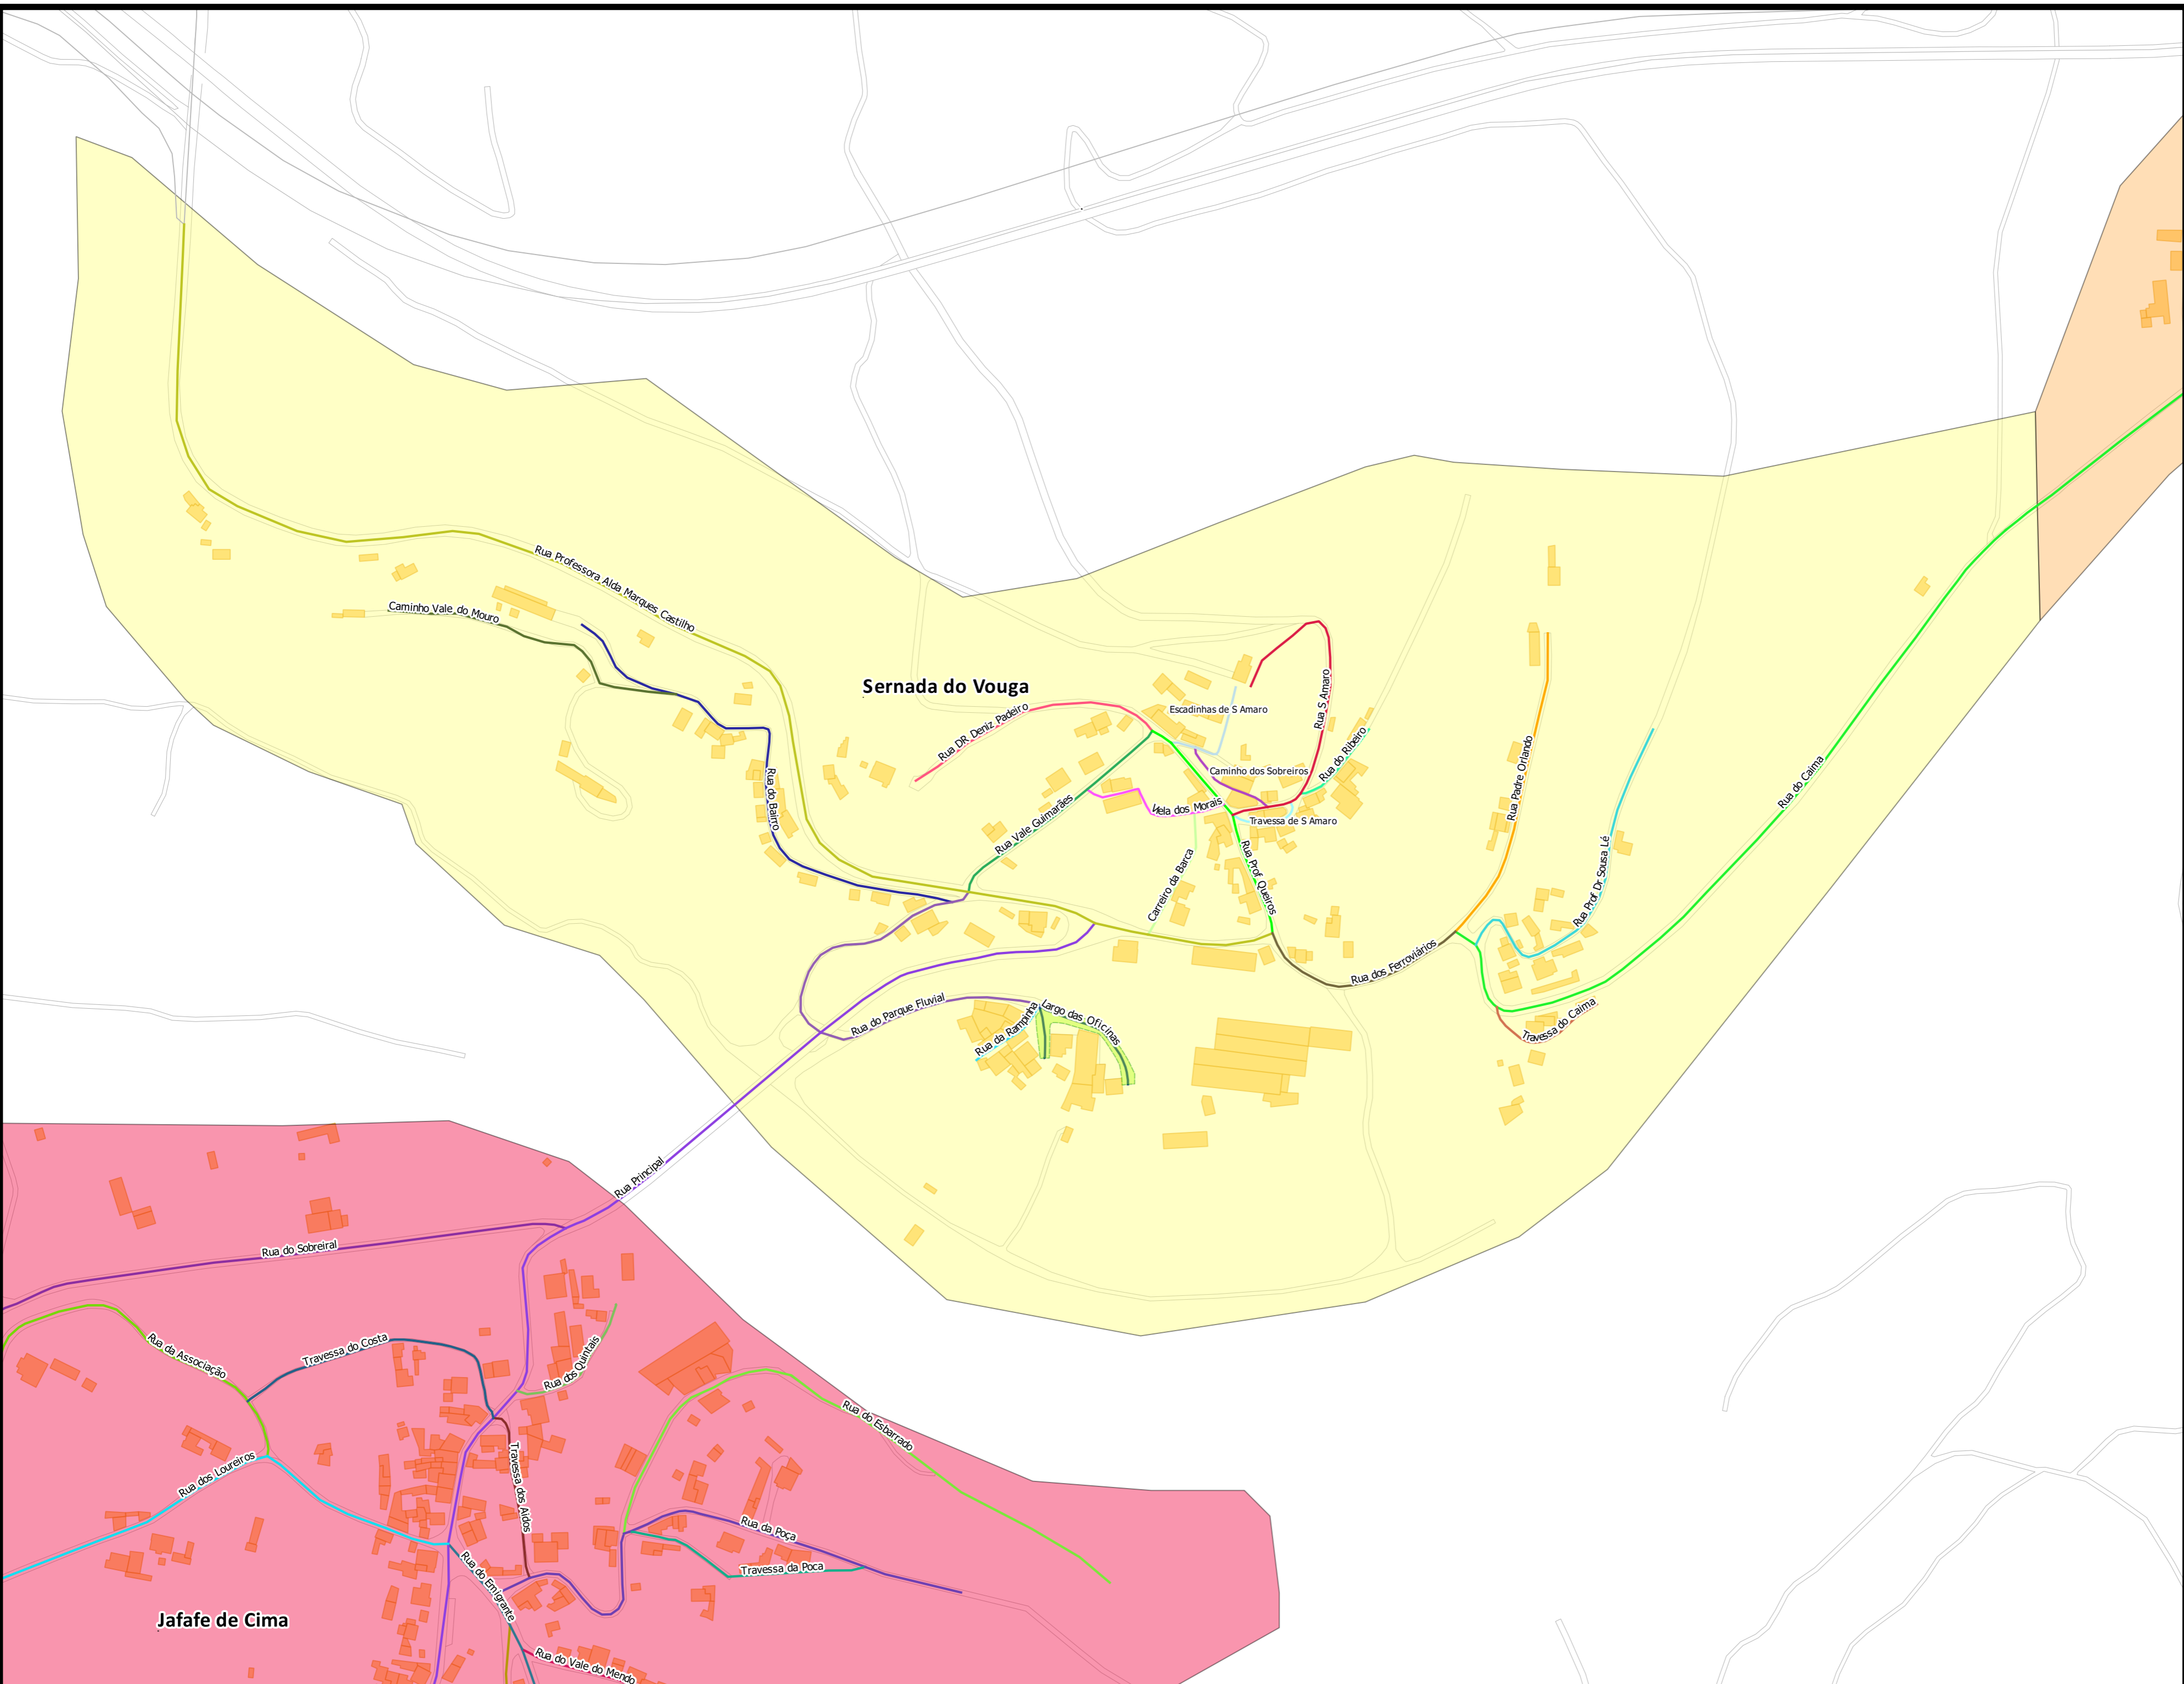 Rua Professora Alda Marques Castilho
Caminho Vale do Mouro
Sernada do Vouga
Rua DR. Deniz Padeiro
Escadinhas de S Amaro
Rua S Amaro
Rua do Ribeiro
Caminho dos Sobreiros
Rua Padre Orlando
Rua do Caima
Rua do Bairro
Viela dos Morais
Travessa de S Amaro
Rua Vale Guimarães
Carreiro da Barca
Rua Prof Queiros
Rua Prof Dr Sousa Lé
Rua dos Ferroviários
Rua do Parque Fluvial
Rua da Rampinha
Largo das Oficinas
Travessa do Caima
Rua Principal
Rua do Sobreiral
Rua da Associação
Travessa do Costa
Rua dos Quintais
Rua do Esbarrado
Rua dos Loureiros
Travessa dos Aidos
Rua da Poça
Travessa da Poca
Rua do Emigrante
Jafafe de Cima
Rua do Vale do Mendo